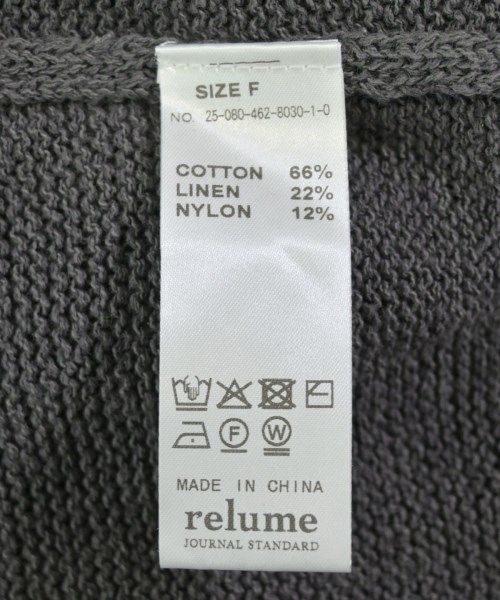 SIZE F
NO. 25-080-462-8030-1-0
COTTON 66%
LINEN 22%
NYLON 12%
F W
MADE IN CHINA
relume
JOURNAL STANDARD